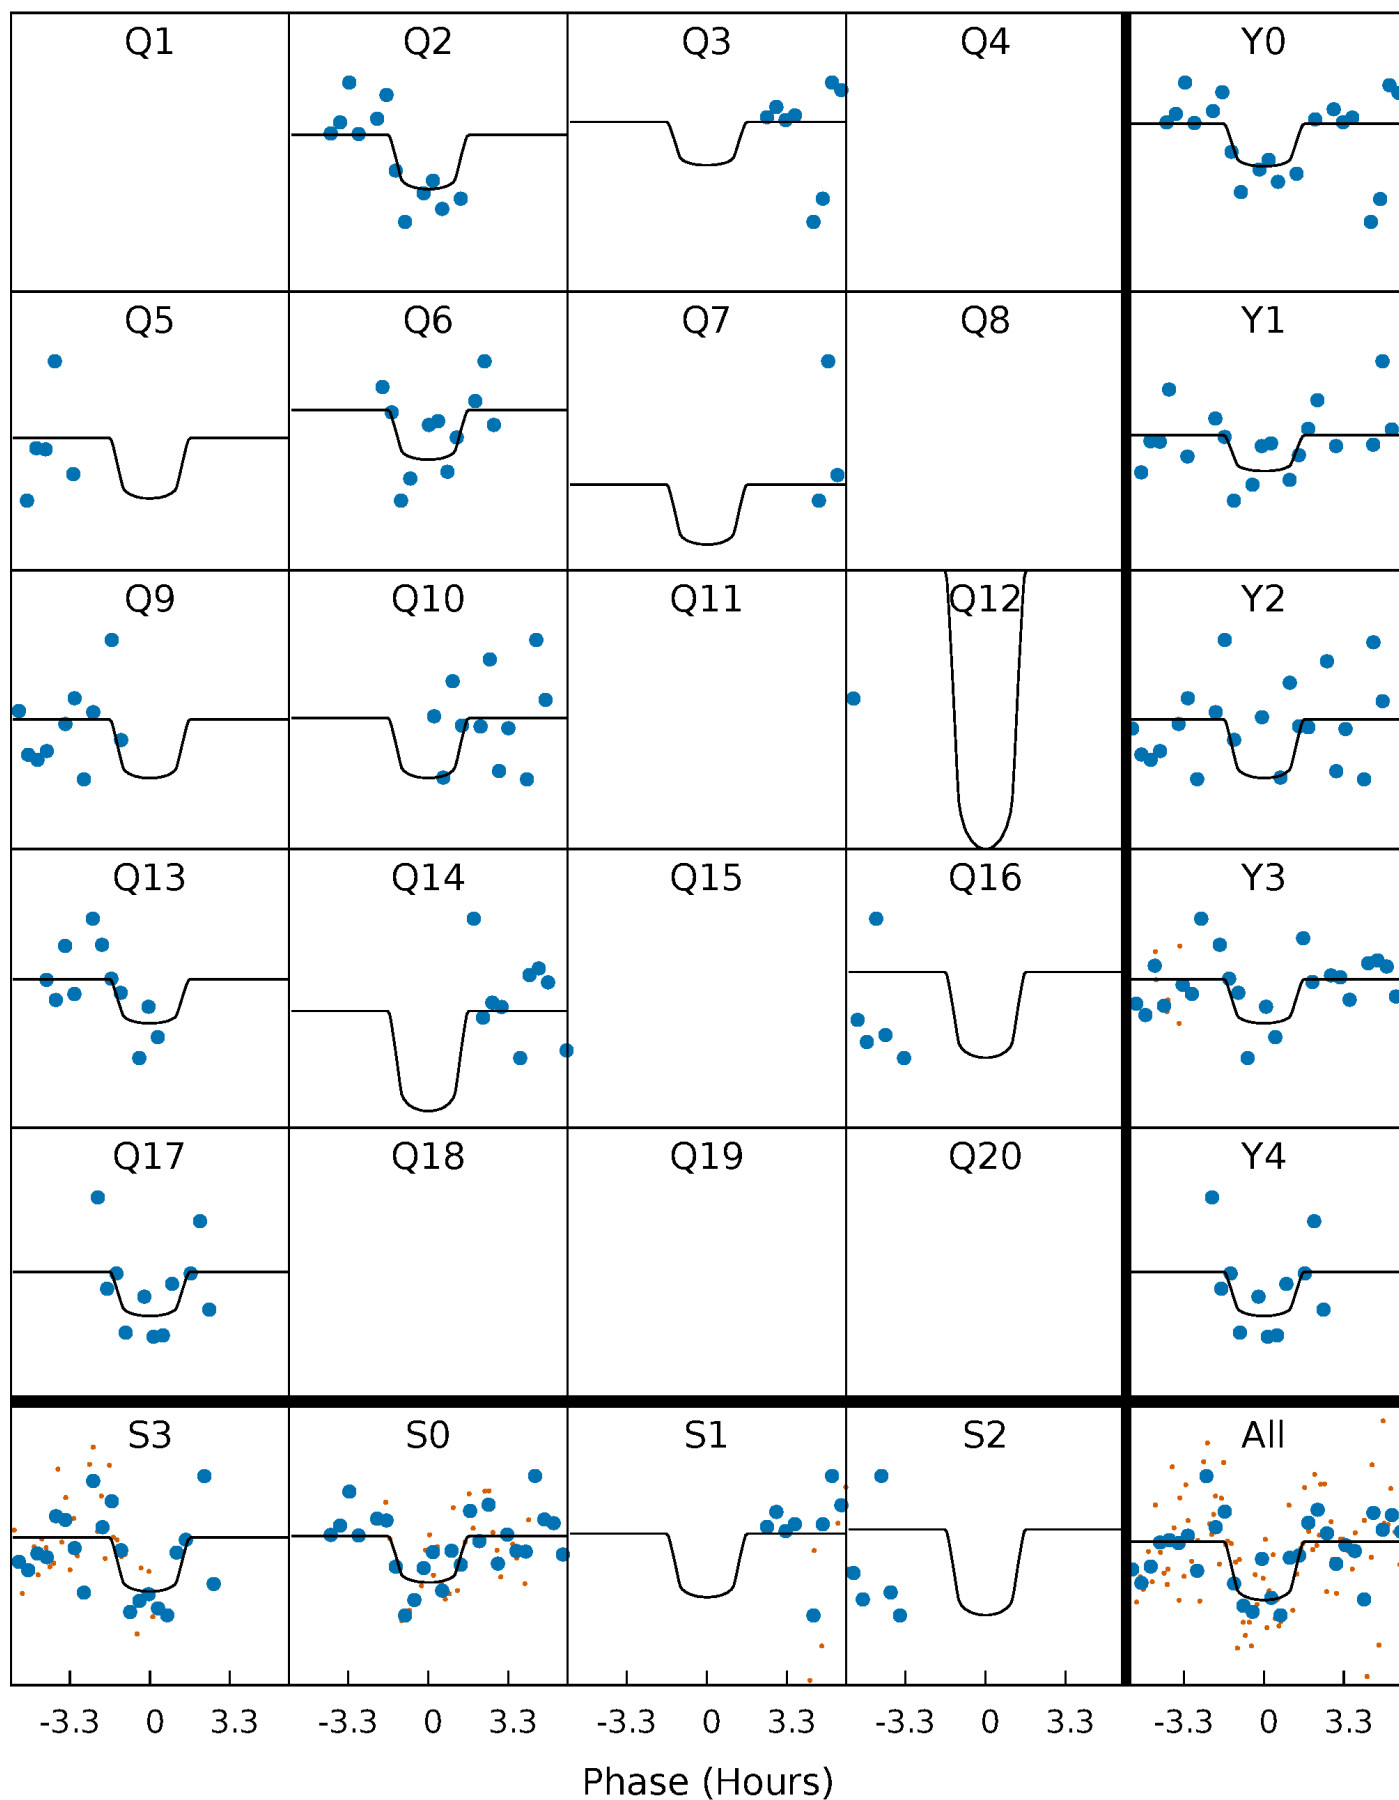 Q1 Q2 Q3 Q4 Y0
Q5 Q6 Q7 Q8 Y1
Q9 Q10 Q11 Q12 Y2
Q13 Q14 Q15 Q16 Y3
Q17 Q18 Q19 Q20 Y4
S3 S0 S1 S2 All
-3.3 0 3.3 -3.3 0 3.3 -3.3 0 3.3 -3.3 0 3.3 -3.3 0 3.3
Phase (Hours)